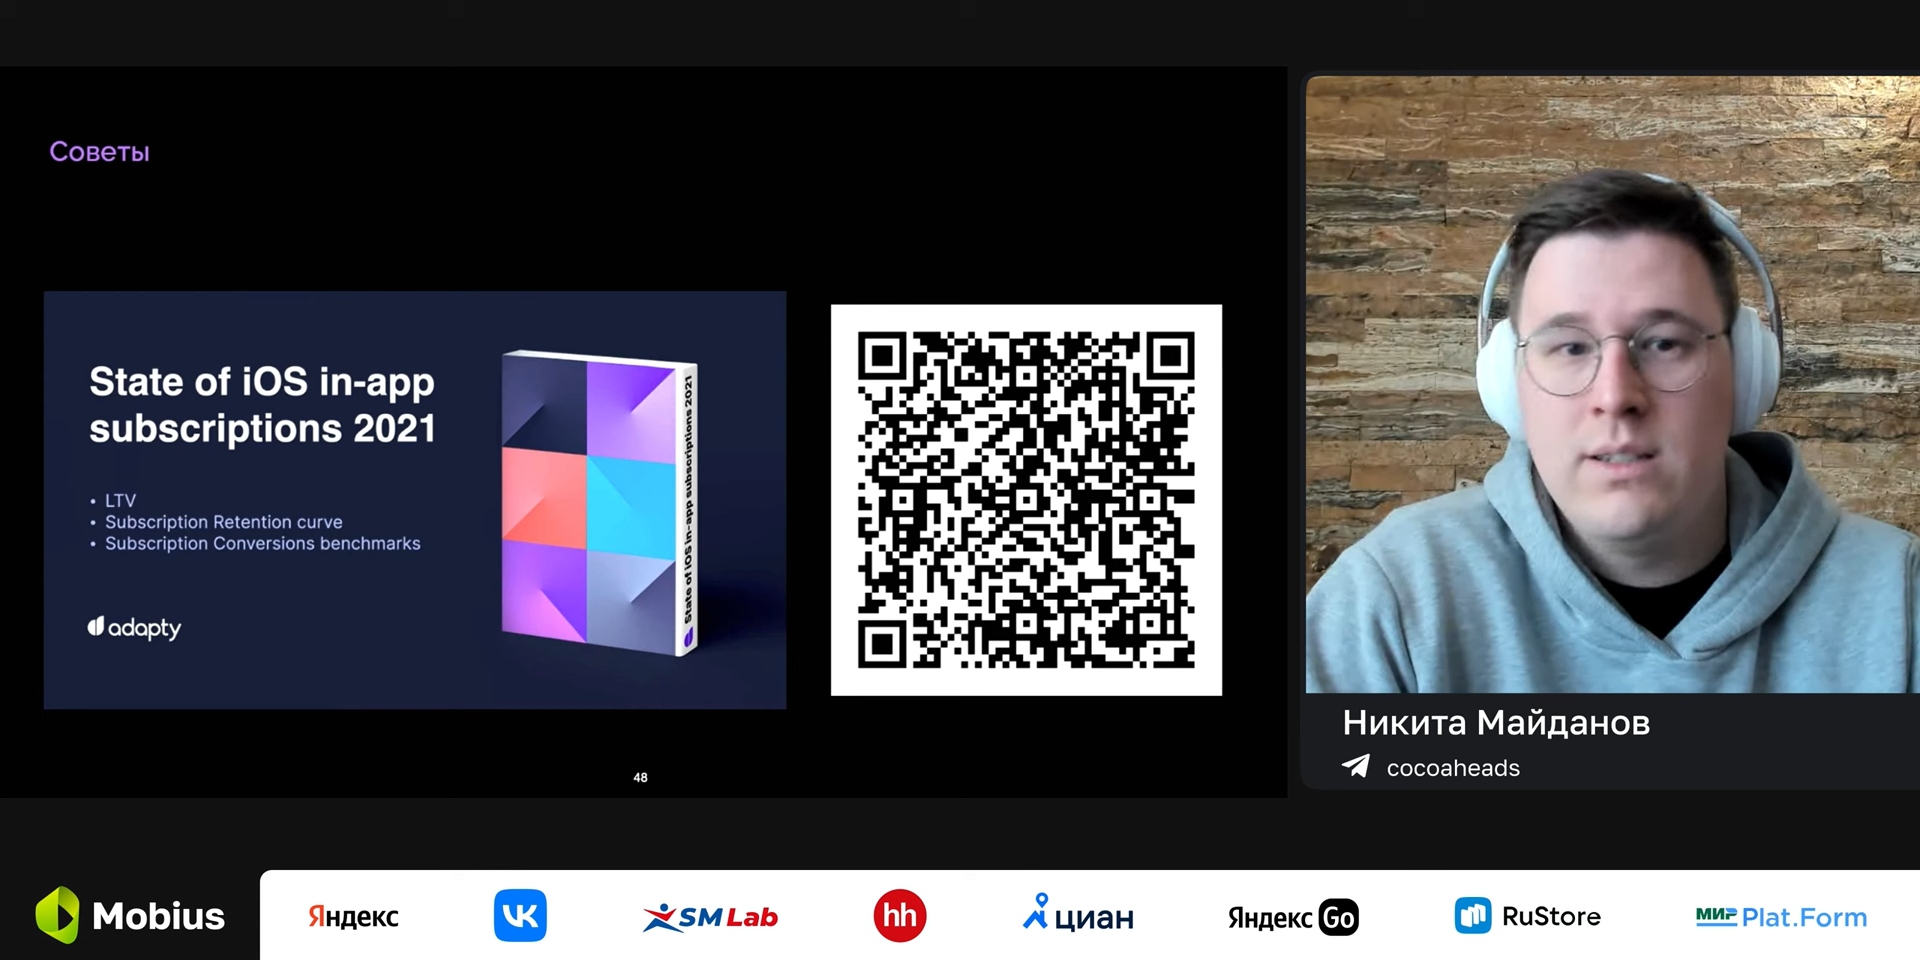 Советы
State of iOS in-app
subscriptions 2021
• LTV
• Subscription Retention curve
• Subscription Conversions benchmarks
adapty
State of iOS in-app subscriptions 2021
48
Никита Майданов
cocoaheads
Mobius
Яндекс
VK
SM Lab
hh
циан
Яндекс Go
RuStore
МИР Plat.Form